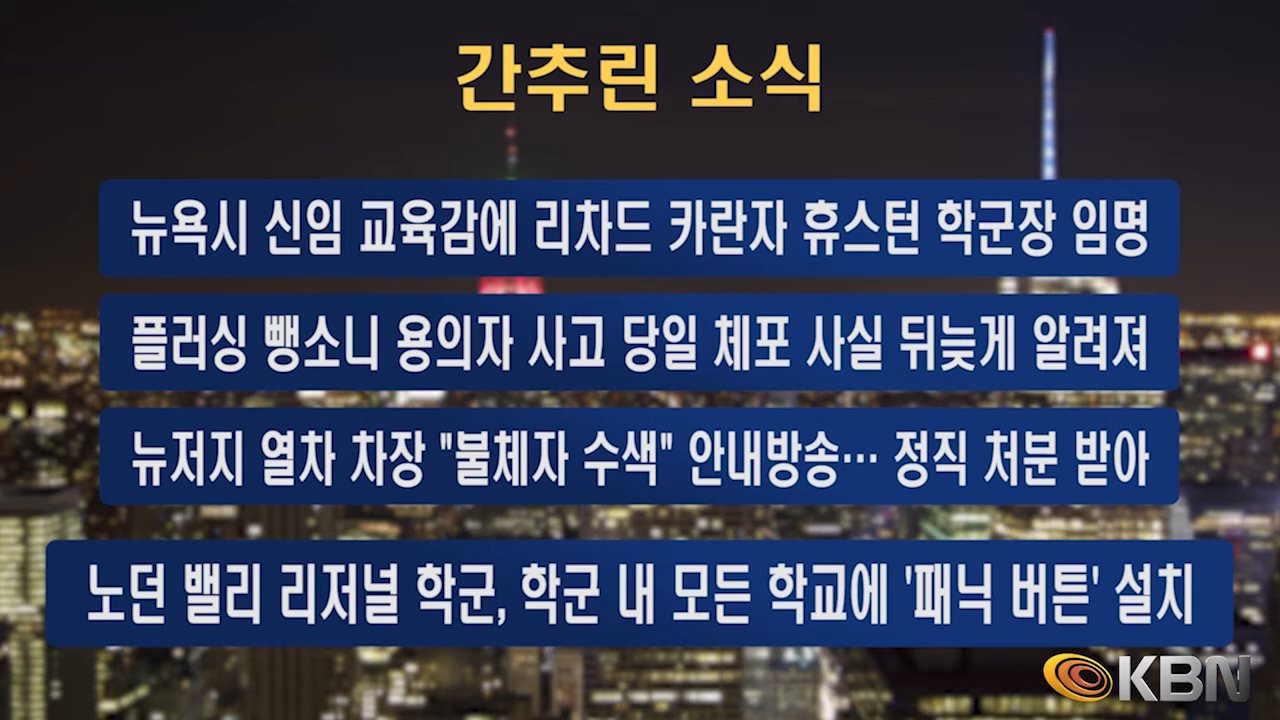 간추린 소식
뉴욕시 신임 교육감에 리차드 카란자 휴스턴 학군장 임명
플러싱 뺑소니 용의자 사고 당일 체포 사실 뒤늦게 알려져
뉴저지 열차 차장 "불체자 수색" 안내방송… 정직 처분 받아
노던 밸리 리저널 학군, 학군 내 모든 학교에 '패닉 버튼' 설치
KBN